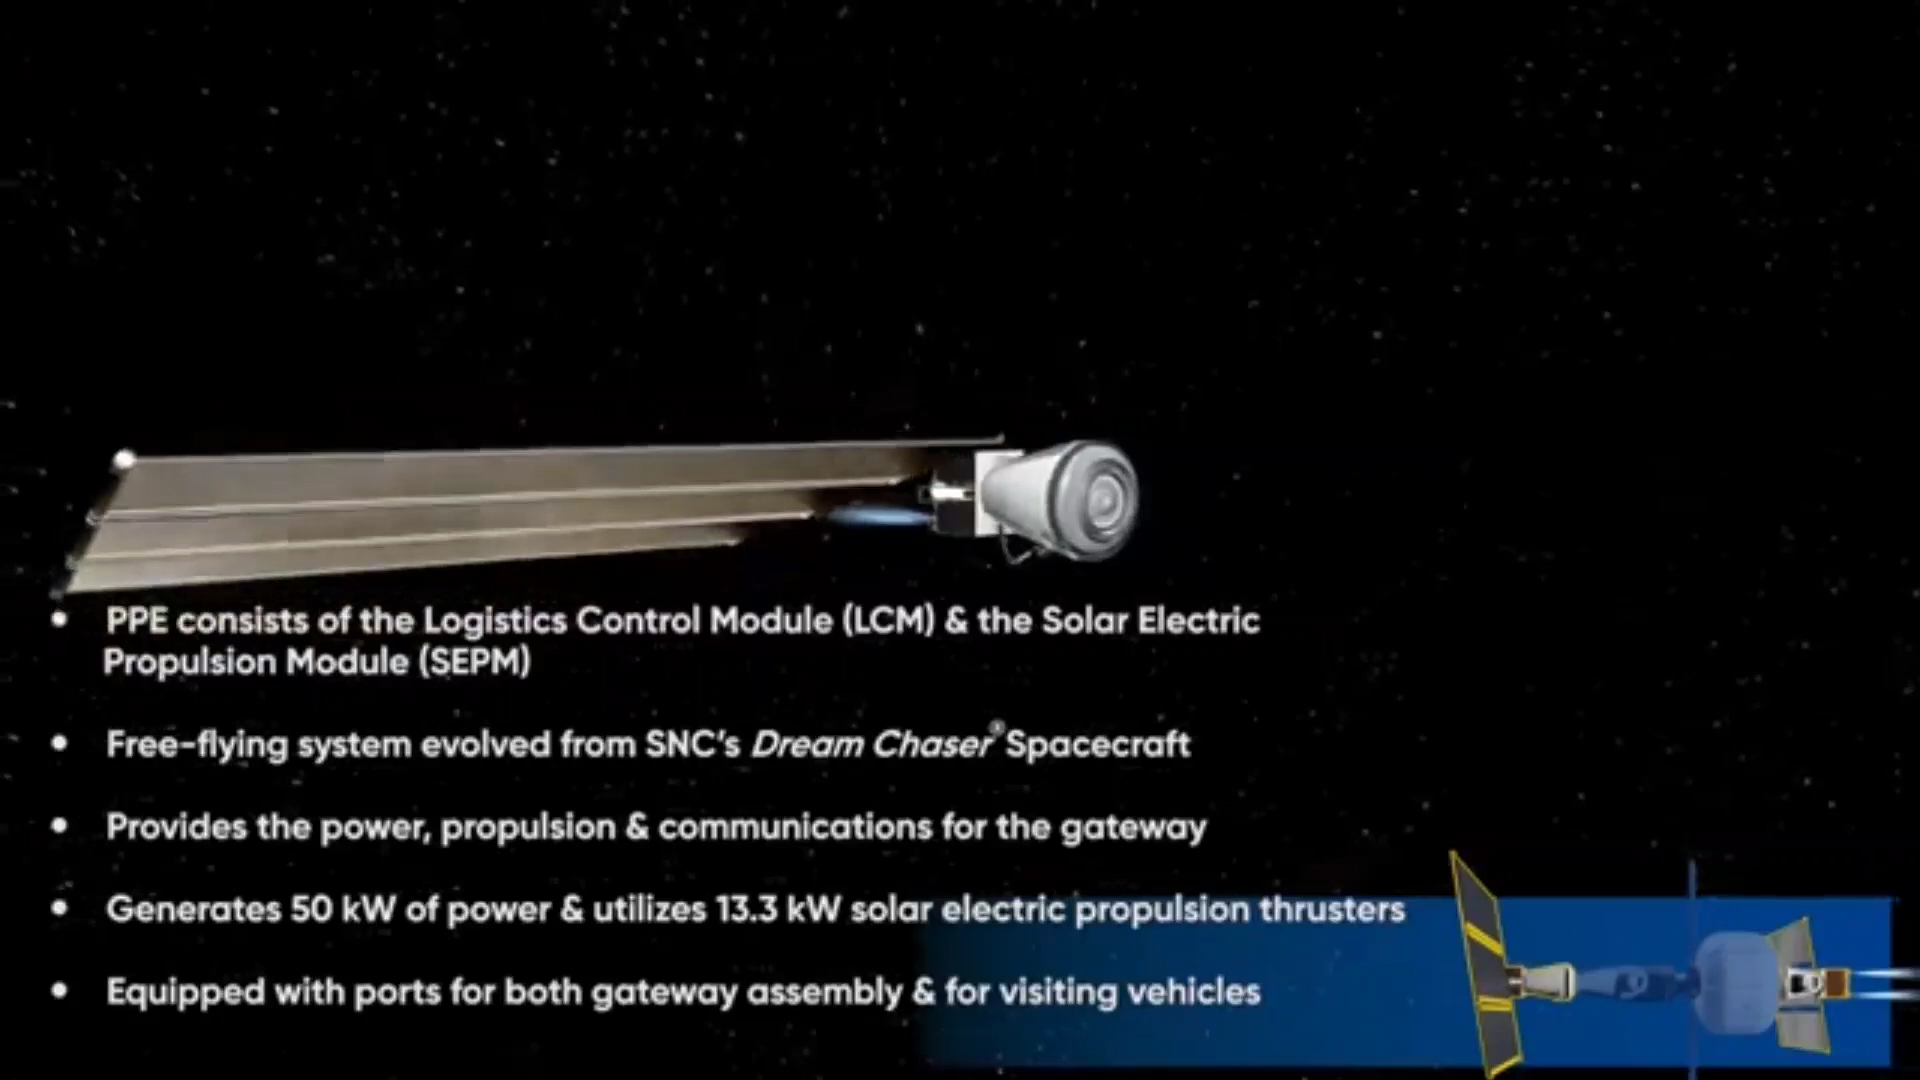 • PPE consists of the Logistics Control Module (LCM) & the Solar Electric
Propulsion Module (SEPM)
• Free-flying system evolved from SNC's Dream Chaser® Spacecraft
• Provides the power, propulsion & communications for the gateway
• Generates 50 kW of power & utilizes 13.3 kW solar electric propulsion thrusters
• Equipped with ports for both gateway assembly & for visiting vehicles